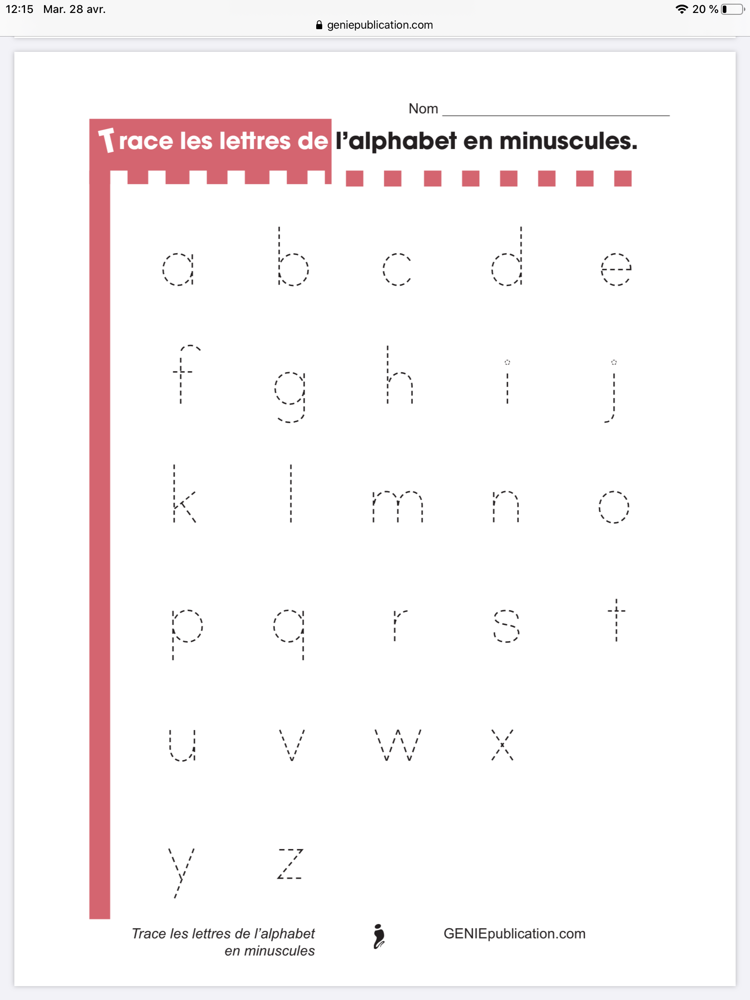 12:15 Mar. 28 avr. 20 %
geniepublication.com
Nom
Trace les lettres de l’alphabet en minuscules.
a b c d e
f g h i j
k l m n o
p q r s t
u v w x
y z
Trace les lettres de l’alphabet
en minuscules
GENIEpublication.com